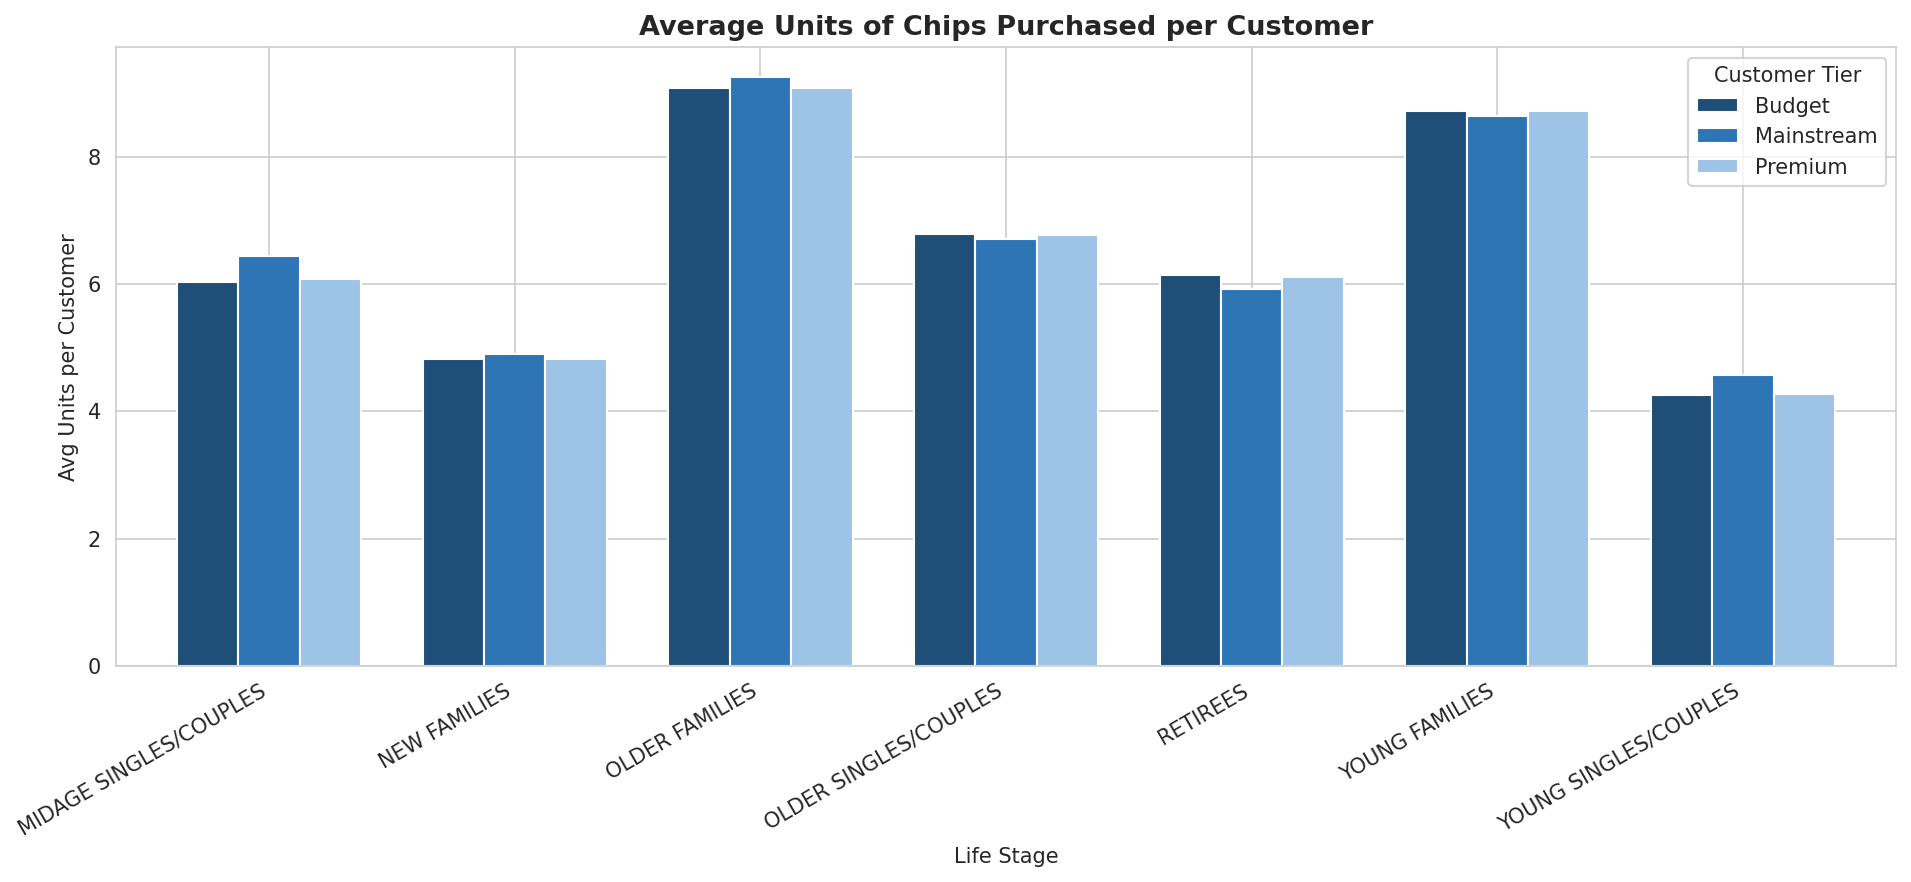 Average Units of Chips Purchased per Customer
Customer Tier
Budget
Mainstream
Premium
Avg Units per Customer
8
6
4
2
0
MIDAGE SINGLES/COUPLES
NEW FAMILIES
OLDER FAMILIES
OLDER SINGLES/COUPLES
RETIREES
YOUNG FAMILIES
YOUNG SINGLES/COUPLES
Life Stage